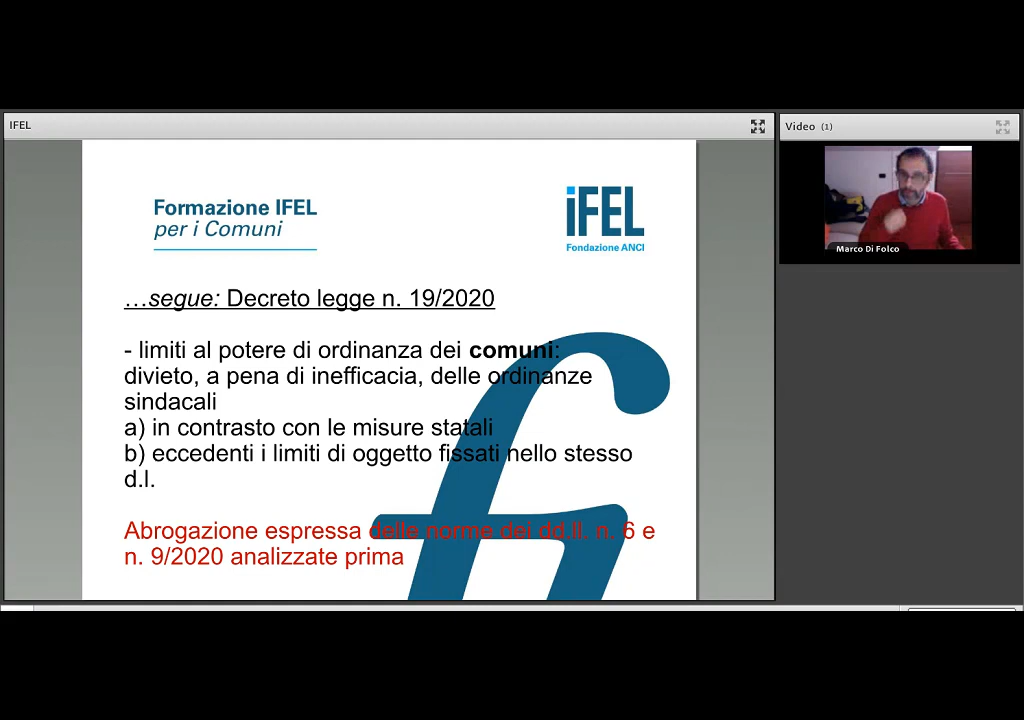 IFEL
Video (1)
Formazione IFEL
per i Comuni
iFEL
Fondazione ANCI
Marco Di Folco
...segue: Decreto legge n. 19/2020
- limiti al potere di ordinanza dei comuni:
divieto, a pena di inefficacia, delle ordinanze
sindacali
a) in contrasto con le misure statali
b) eccedenti i limiti di oggetto fissati nello stesso
d.l.
Abrogazione espressa delle norme dei dd.ll. n. 6 e
n. 9/2020 analizzate prima